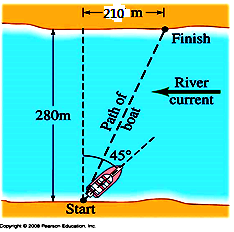 210 m
Finish
River
current
280m
Path of
boat
45°
Start
Copyright © 2008 Pearson Education, Inc.